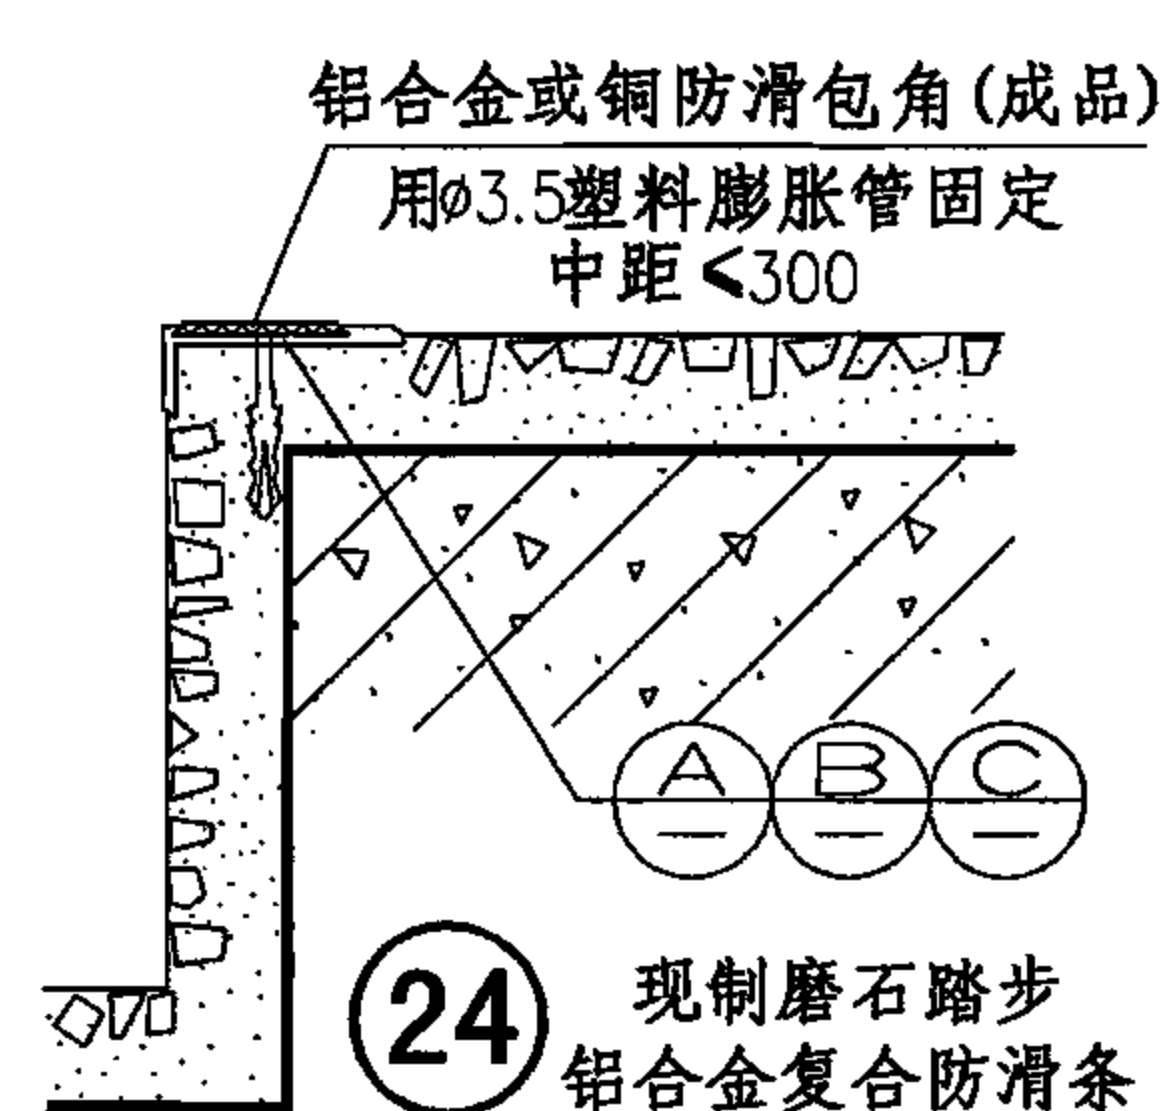 铝合金或铜防滑包角(成品)
用ø3.5塑料膨胀管固定
中距<300
A B C
24
现制磨石踏步
铝合金复合防滑条